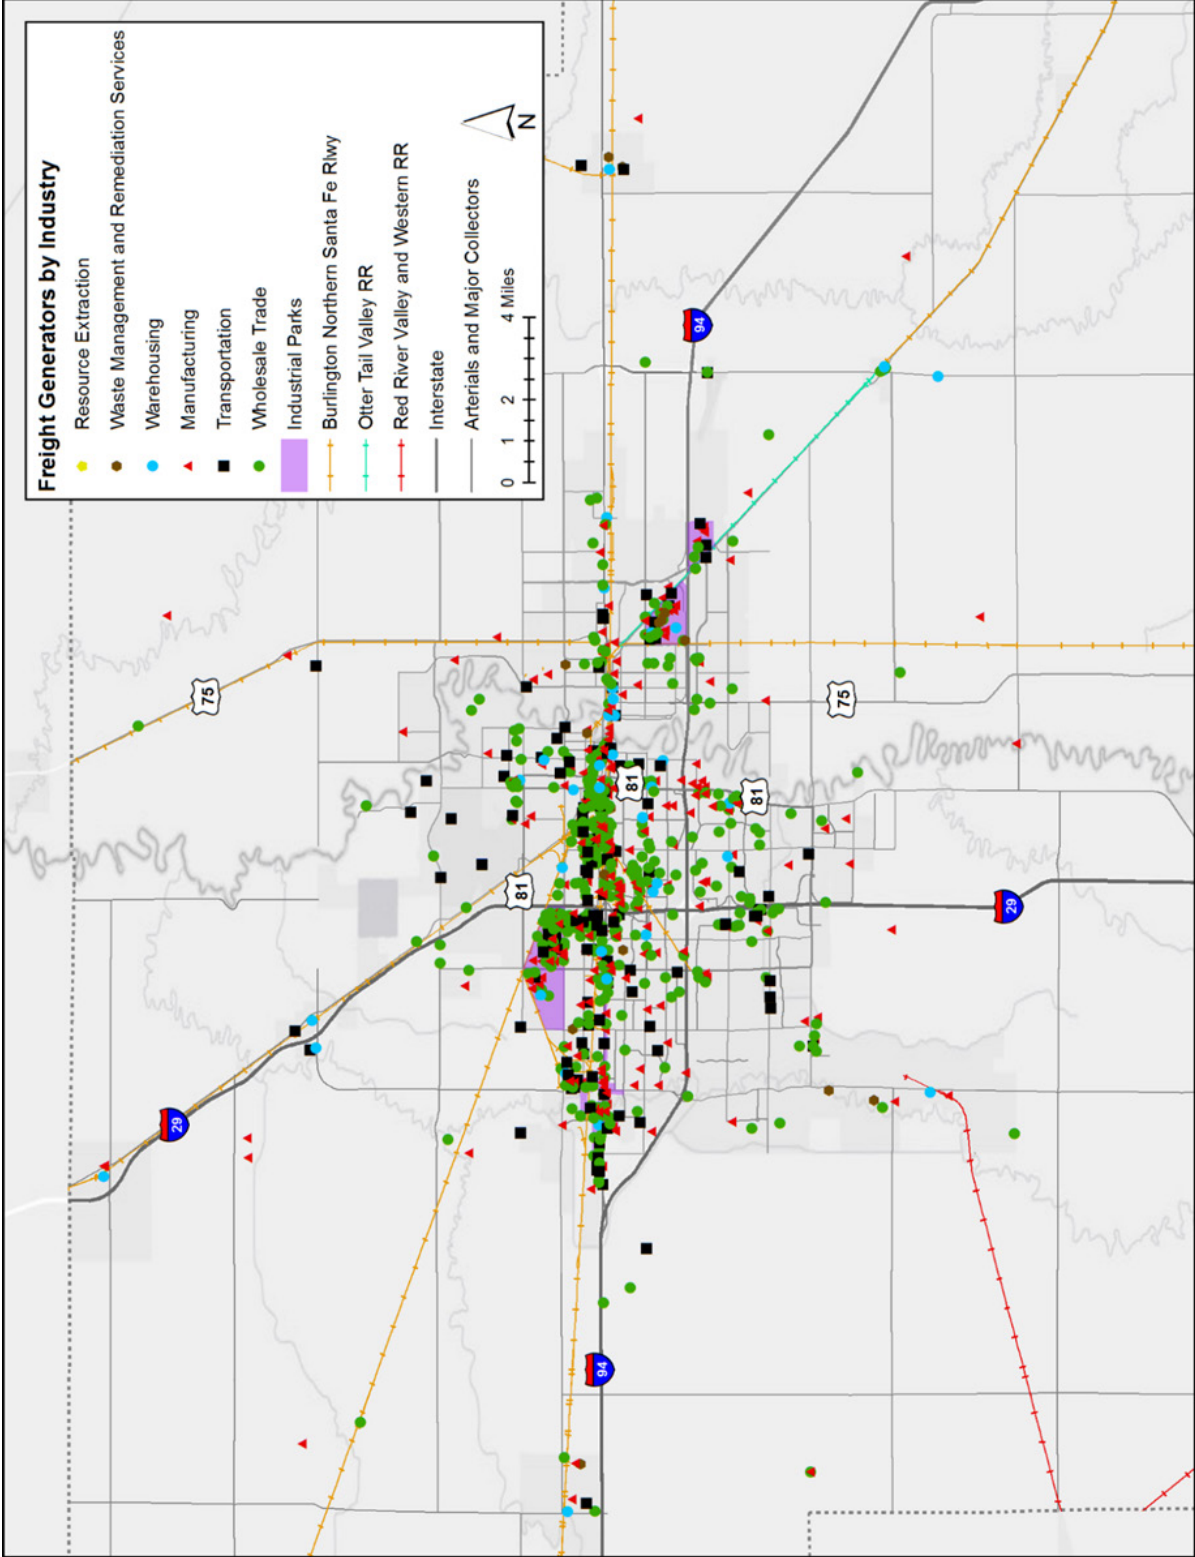 Freight Generators by Industry
Resource Extraction
Waste Management and Remediation Services
Warehousing
Manufacturing
Transportation
Wholesale Trade
Industrial Parks
Burlington Northern Santa Fe Rlwy
Otter Tail Valley RR
Red River Valley and Western RR
Interstate
Arterials and Major Collectors
0 1 2 4 Miles
N
29
75
81
81
81
94
94
75
29